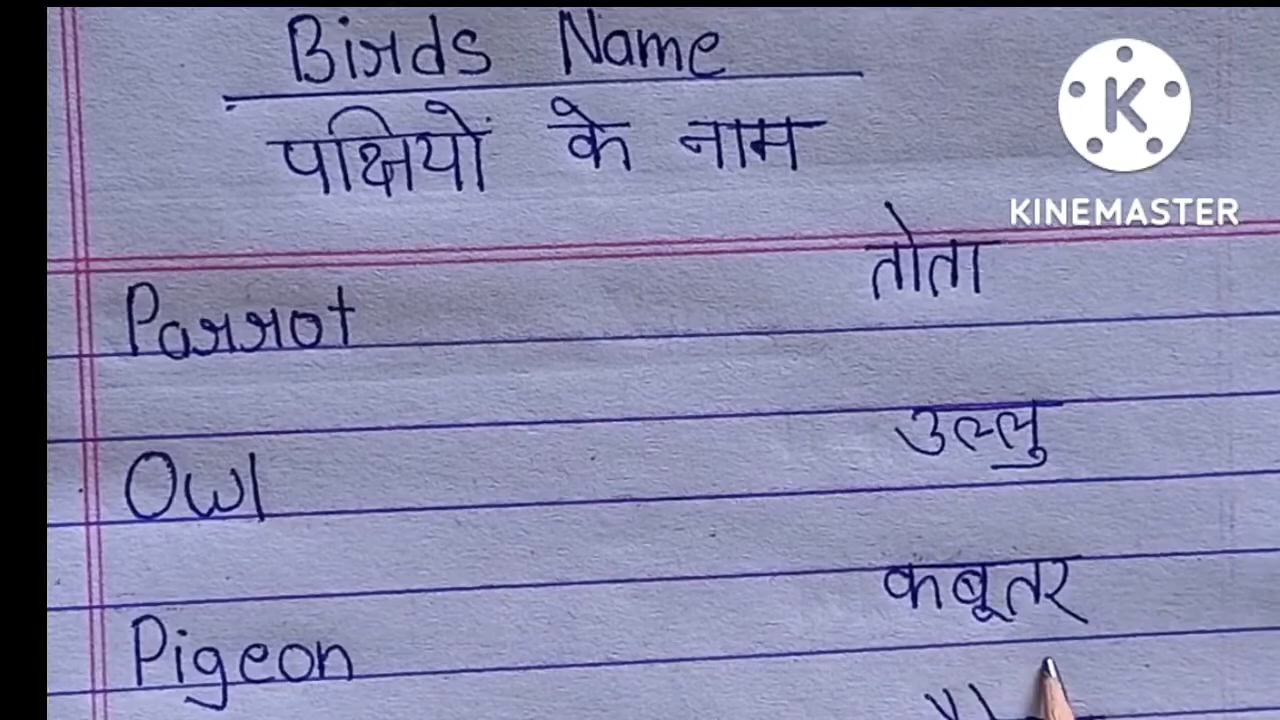 Birds Name
पक्षियों के नाम
KINEMASTER
Parrot तोता
Owl उल्लु
Pigeon कबूतर